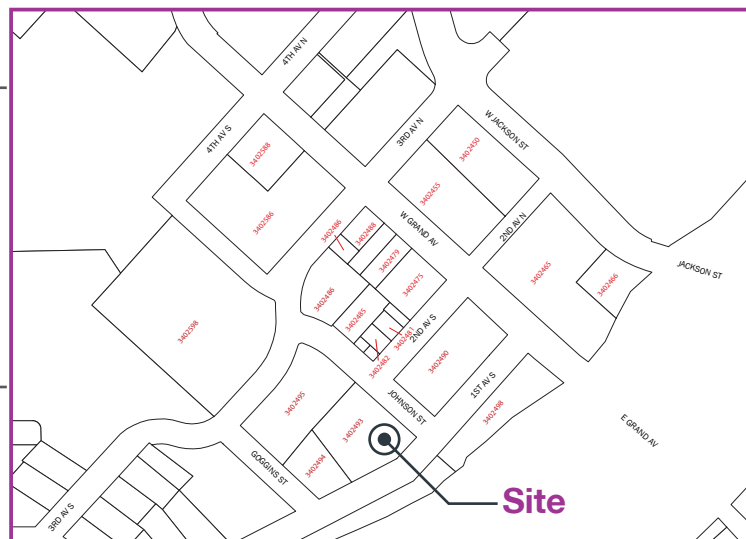 4TH AV N
4TH AV S
3RD AV N
W JACKSON ST
3402450
3402588
3402455
3402586
3402486
3402488
W GRAND AV
2ND AV N
3402479
3402475
3402465
3402466
JACKSON ST
3402486
3402485
3402481
2ND AV S
3402598
3402482
3402490
JOHNSON ST
1ST AV S
3402495
3402493
3402498
E GRAND AV
3402494
GOGGINS ST
3RD AV S
Site